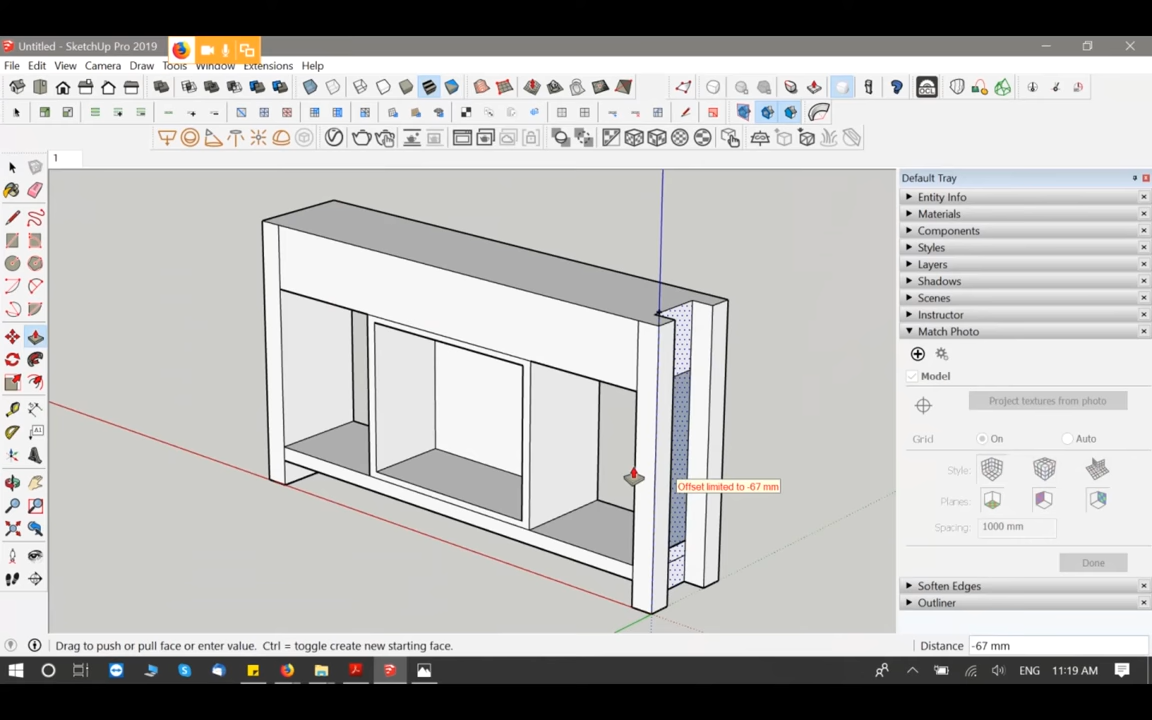 Untitled - SketchUp Pro 2019
File Edit View Camera Draw Tools Window Extensions Help
1
Default Tray
Entity Info
Materials
Components
Styles
Layers
Shadows
Scenes
Instructor
Match Photo
Model
Project textures from photo
Grid On Auto
Style:
Planes:
Spacing: 1000 mm
Done
Soften Edges
Outliner
Offset limited to -67 mm
Drag to push or pull face or enter value. Ctrl = toggle create new starting face.
Distance -67 mm
ENG 11:19 AM